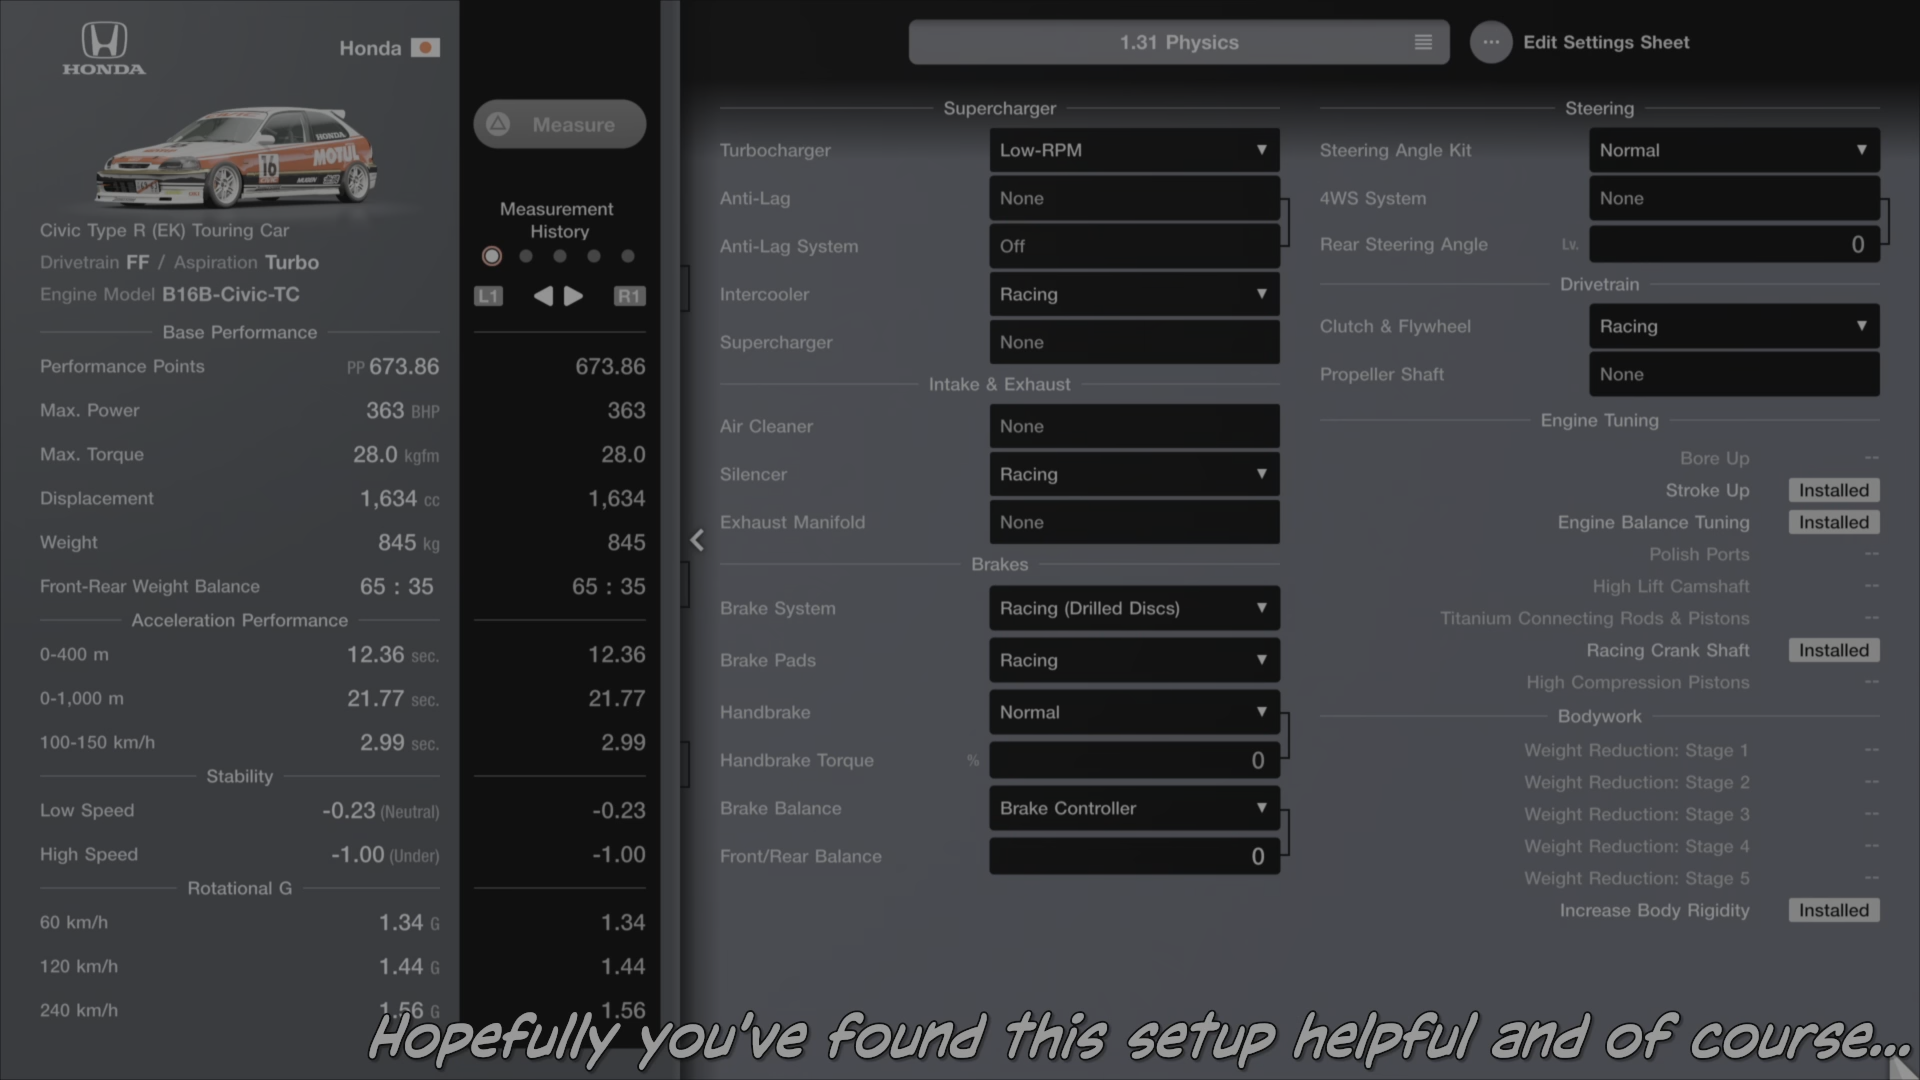 HONDA
Honda
1.31 Physics
Edit Settings Sheet
HONDA
MOTUL
16
Civic Type R (EK) Touring Car
Drivetrain FF / Aspiration Turbo
Engine Model B16B-Civic-TC
Base Performance
Performance Points PP 673.86
Max. Power 363 BHP
Max. Torque 28.0 kgfm
Displacement 1,634 cc
Weight 845 kg
Front-Rear Weight Balance 65 : 35
Acceleration Performance
0-400 m 12.36 sec.
0-1,000 m 21.77 sec.
100-150 km/h 2.99 sec.
Stability
Low Speed -0.23 (Neutral)
High Speed -1.00 (Under)
Rotational G
60 km/h 1.34 G
120 km/h 1.44 G
240 km/h 1.56 G
Measure
Measurement
History
L1 R1
673.86
363
28.0
1,634
845
65 : 35
12.36
21.77
2.99
-0.23
-1.00
1.34
1.44
1.56
Supercharger
Turbocharger Low-RPM
Anti-Lag None
Anti-Lag System Off
Intercooler Racing
Supercharger None
Intake & Exhaust
Air Cleaner None
Silencer Racing
Exhaust Manifold None
Brakes
Brake System Racing (Drilled Discs)
Brake Pads Racing
Handbrake Normal
Handbrake Torque % 0
Brake Balance Brake Controller
Front/Rear Balance 0
Steering
Steering Angle Kit Normal
4WS System None
Rear Steering Angle Lv. 0
Drivetrain
Clutch & Flywheel Racing
Propeller Shaft None
Engine Tuning
Bore Up --
Stroke Up Installed
Engine Balance Tuning Installed
Polish Ports --
High Lift Camshaft --
Titanium Connecting Rods & Pistons --
Racing Crank Shaft Installed
High Compression Pistons --
Bodywork
Weight Reduction: Stage 1 --
Weight Reduction: Stage 2 --
Weight Reduction: Stage 3 --
Weight Reduction: Stage 4 --
Weight Reduction: Stage 5 --
Increase Body Rigidity Installed
Hopefully you've found this setup helpful and of course...